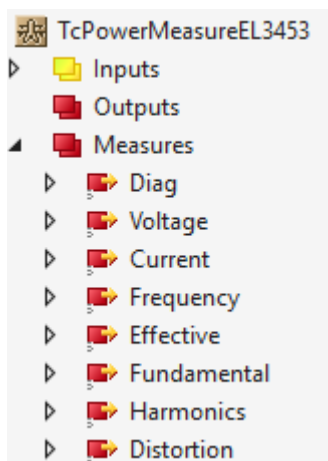 TcPowerMeasureEL3453
Inputs
Outputs
Measures
Diag
Voltage
Current
Frequency
Effective
Fundamental
Harmonics
Distortion